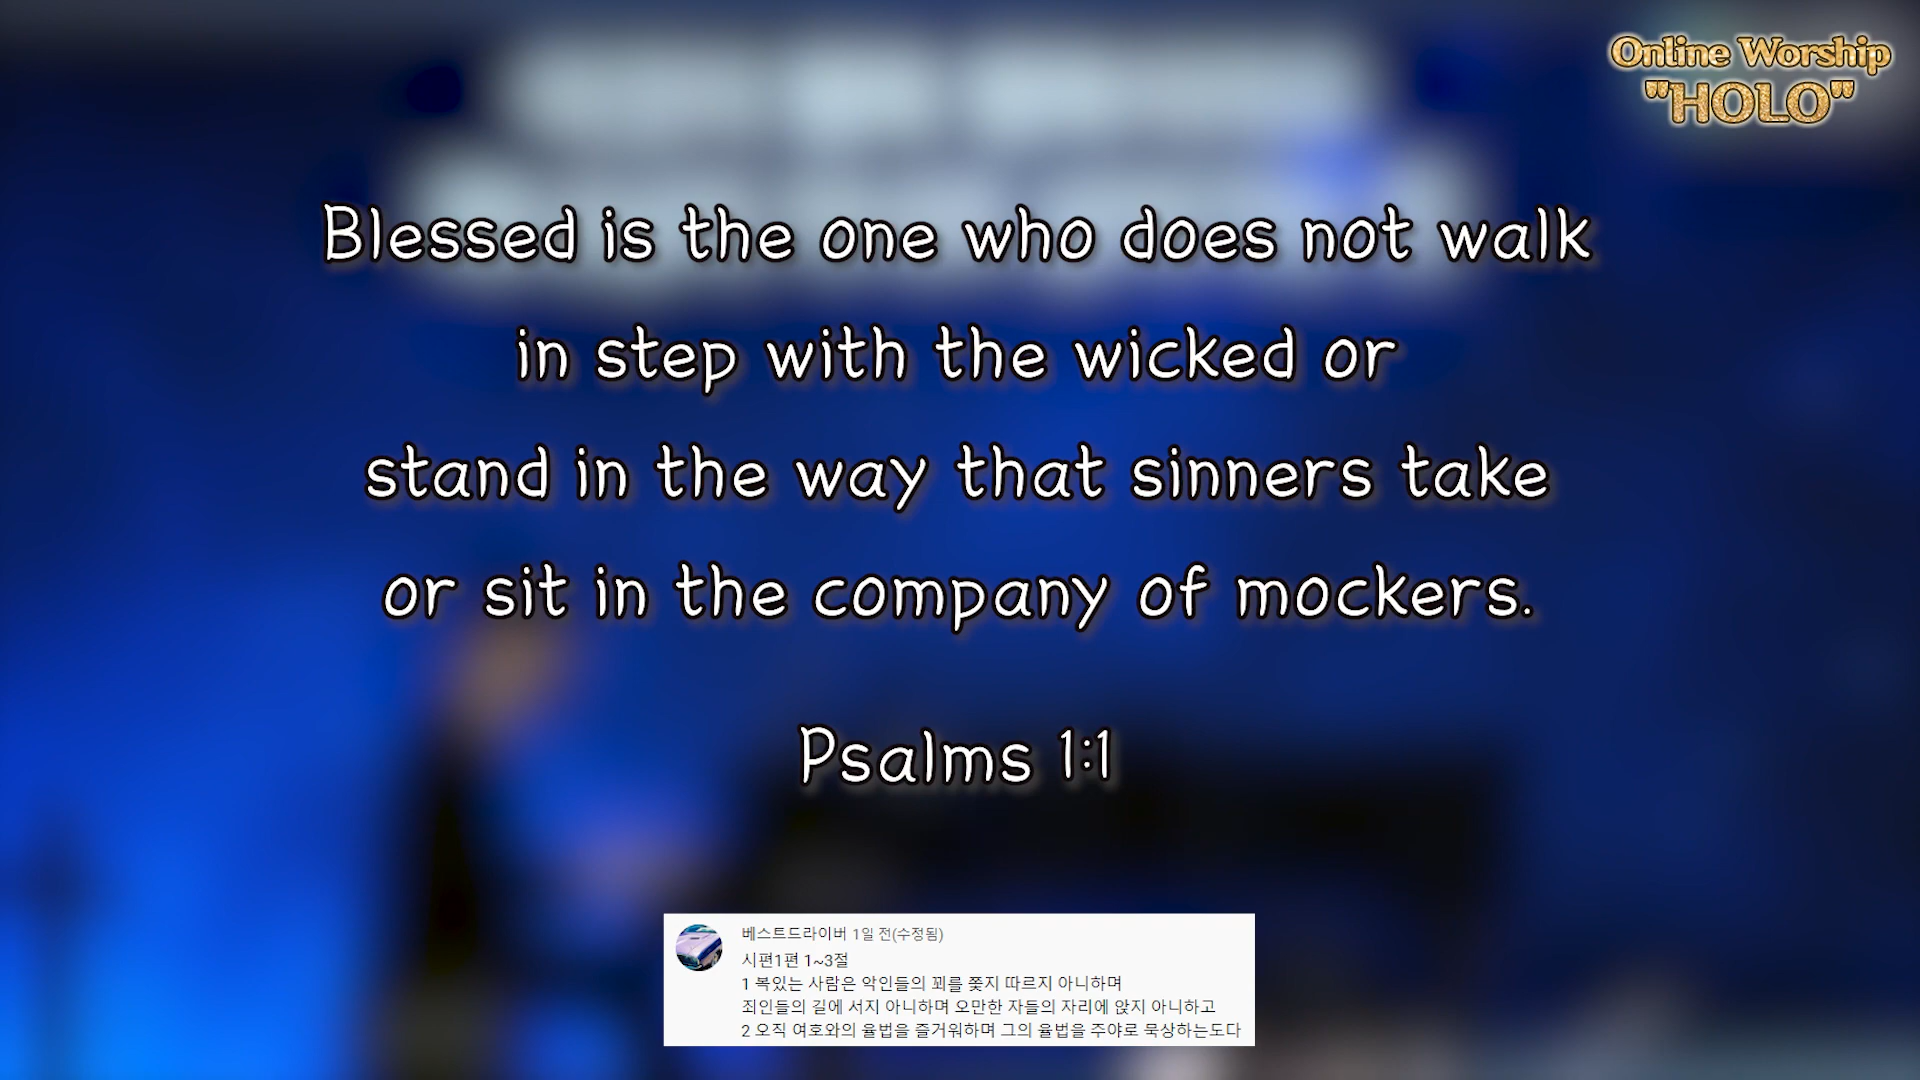 Online Worship
"HOLO"
Blessed is the one who does not walk
in step with the wicked or
stand in the way that sinners take
or sit in the company of mockers.
Psalms 1:1
베스트드라이버 1일 전(수정됨)
시편1편 1~3절
1 복있는 사람은 악인들의 꾀를 쫓지 따르지 아니하며
죄인들의 길에 서지 아니하며 오만한 자들의 자리에 앉지 아니하고
2 오직 여호와의 율법을 즐거워하며 그의 율법을 주야로 묵상하는도다